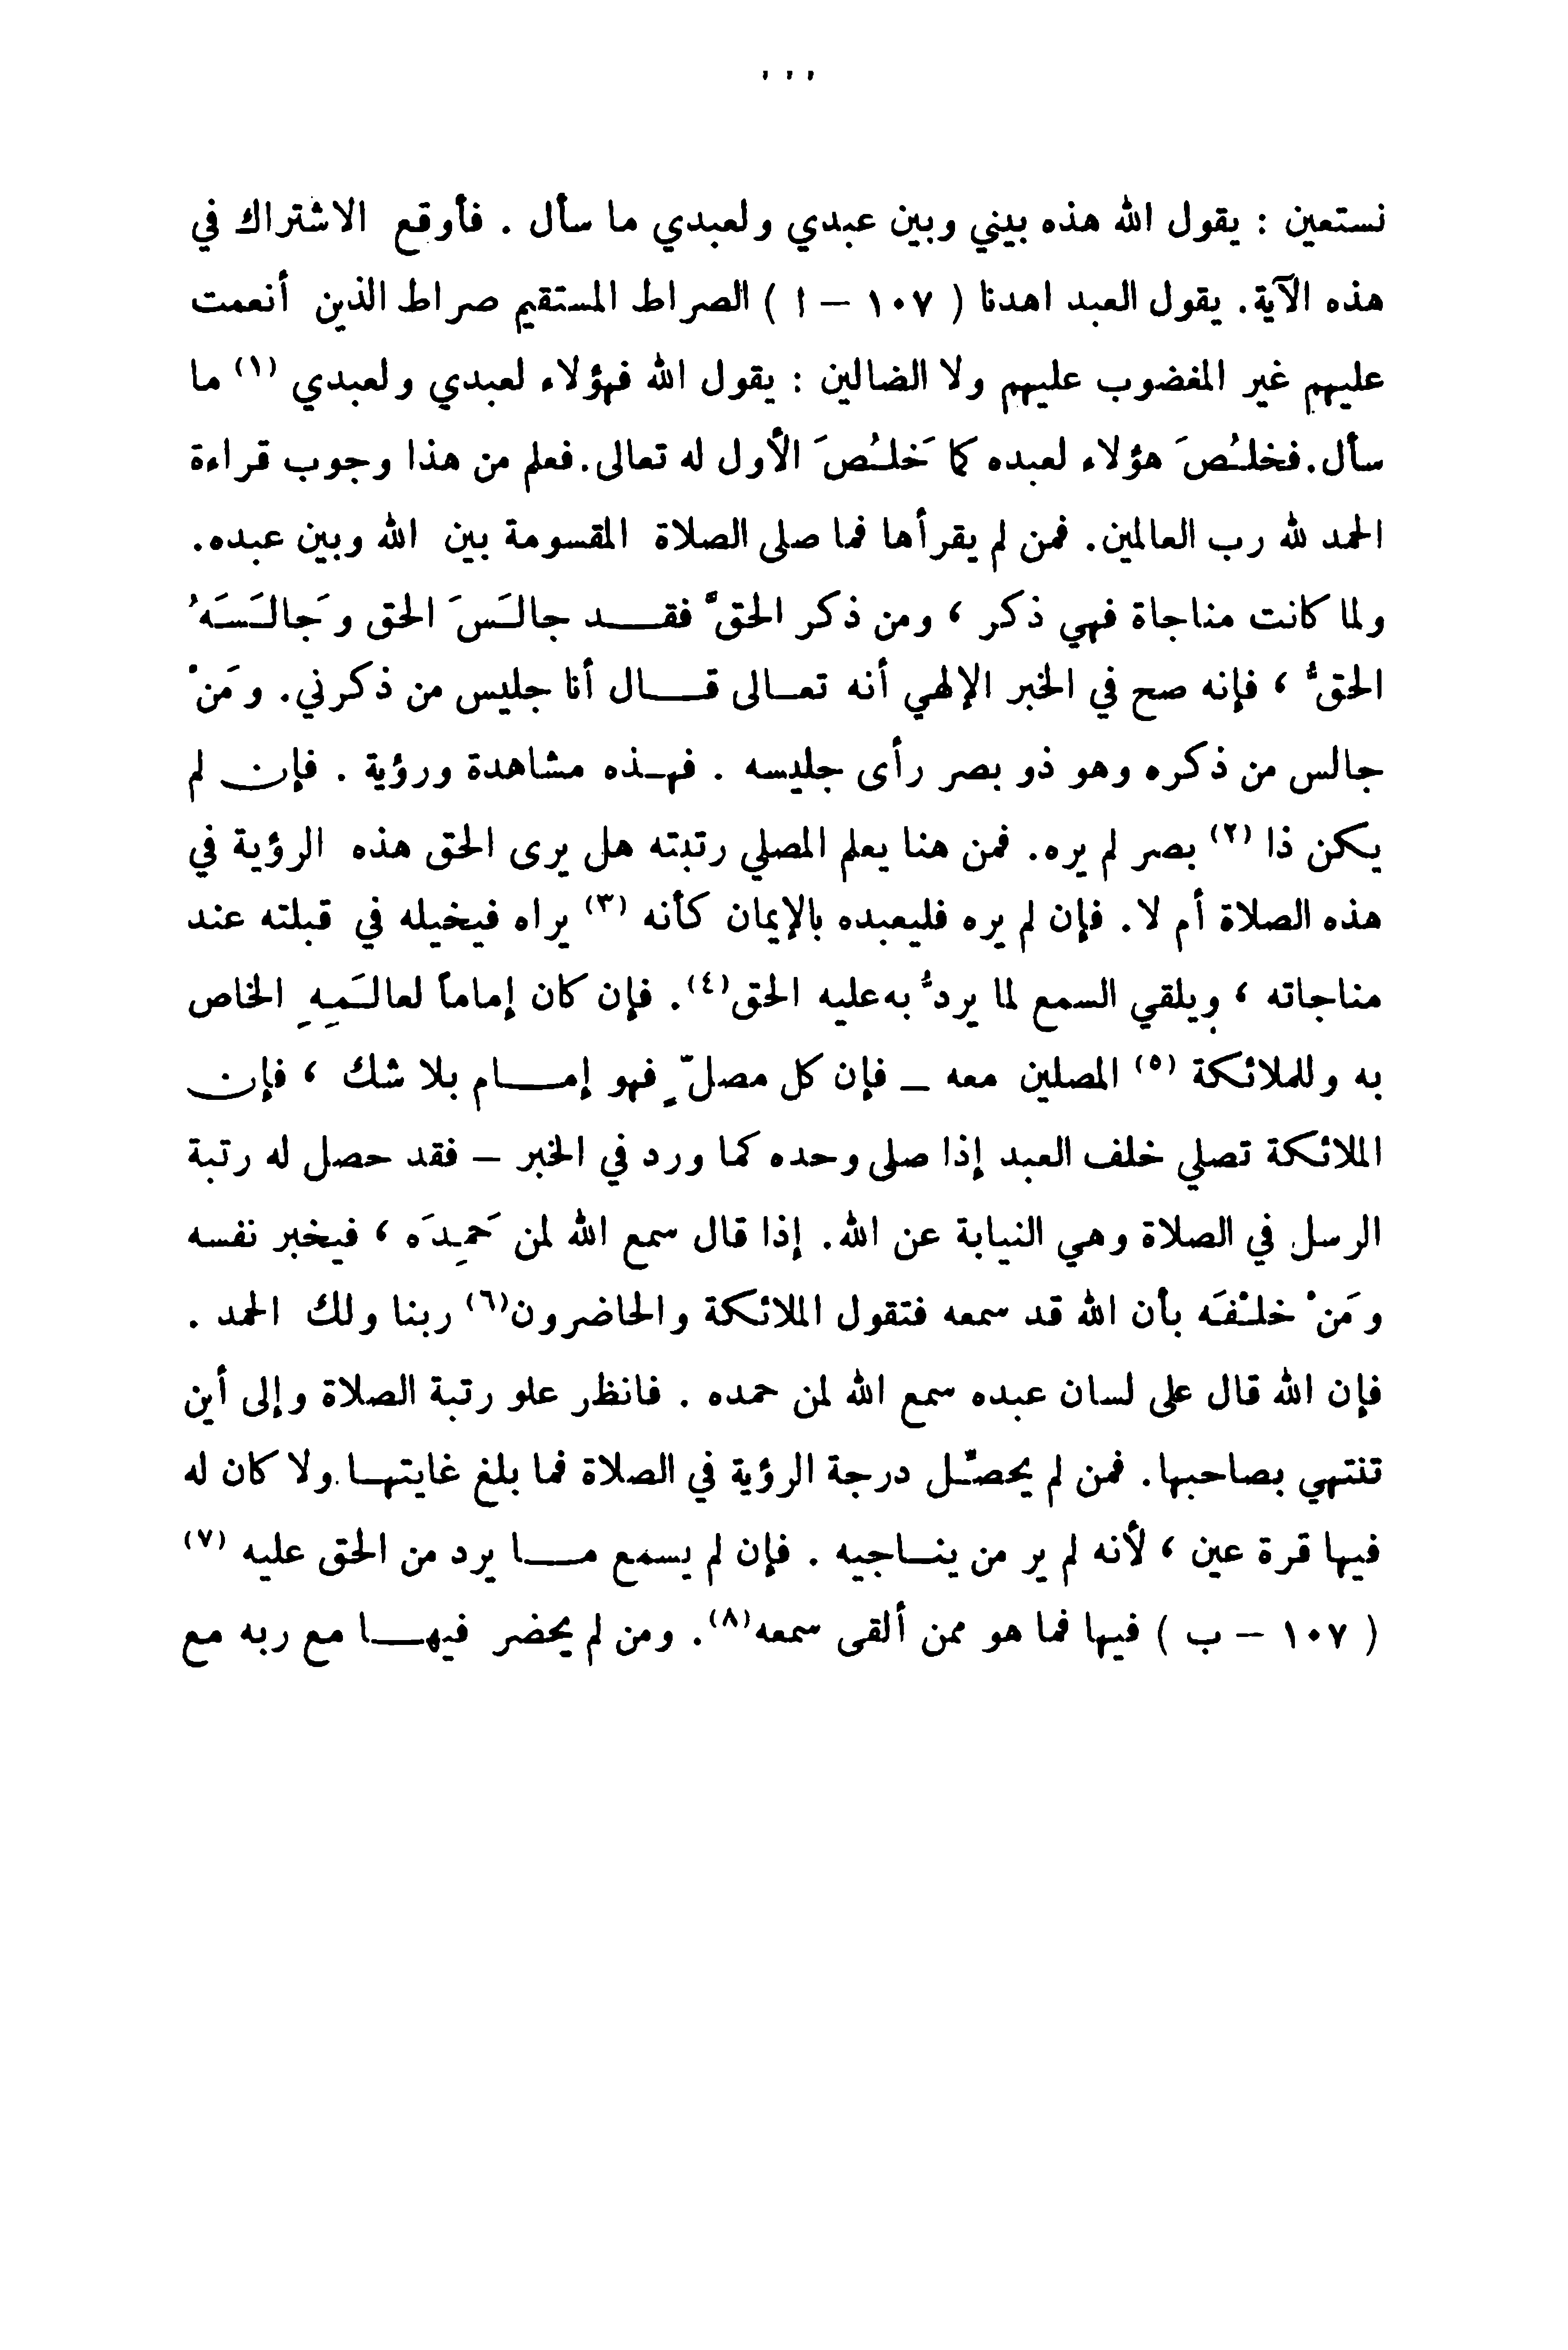 نستعين : يقول الله هذه بيني وبين عبدي ولعبدي ما سأل . فأوقع الاشتراك في
هذه الآية. يقول العبد اهدنا ( ١٠٧ – ا ) الصراط المستقيم صراط الذين أنعمت
عليهم غير المغضوب عليهم ولا الضالين : يقول الله فهؤلاء لعبدي ولعبدي (١) ما
سأل. فخلُصَ هؤلاء لعبده كما خَلُصَ الأول له تعالى. فعلم من هذا وجوب قراءة
الحمد لله رب العالمين. فمن لم يقرأها فما صلى الصلاة المقسومة بين الله وبين عبده.
ولما كانت مناجاة فهي ذكر ، ومن ذكر الحقَّ فقد جالَسَ الحق وَجالَسَهُ
الحقُّ ، فإنه صح في الخبر الإلهي أنه تعالى قال أنا جليس من ذكرني. ومَنْ
جالس من ذكره وهو ذو بصر رأى جليسه . فهذه مشاهدة ورؤية . فإن لم
يكن ذا (٢) بصر لم يره. فمن هنا يعلم المصلي رتبته هل يرى الحق هذه الرؤية في
هذه الصلاة أم لا. فإن لم يره فليعبده بالإيمان كأنه (٣) يراه فيخيله في قبلته عند
مناجاته ، ويلقي السمع لما يردُّ به عليه الحق(٤). فإن كان إماماً لعالَمِهِ الخاص
به وللملائكة (٥) المصلين معه – فإن كل مصلٍّ فهو إمام بلا شك ، فإن
الملائكة تصلي خلف العبد إذا صلى وحده كما ورد في الخبر – فقد حصل له رتبة
الرسل في الصلاة وهي النيابة عن الله. إذا قال سمع الله لمن حَمِدَه ، فيخبر نفسه
ومَنْ خلْفَه بأن الله قد سمعه فتقول الملائكة والحاضرون(٦) ربنا ولك الحمد .
فإن الله قال على لسان عبده سمع الله لمن حمده . فانظر علو رتبة الصلاة وإلى أين
تنتهي بصاحبها. فمن لم يحصِّل درجة الرؤية في الصلاة فما بلغ غايتها ولا كان له
فيها قرة عين ، لأنه لم ير من يناجيه . فإن لم يسمع ما يرد من الحق عليه (٧)
( ١٠٧ – ب ) فيها فما هو ممن ألقى سمعه(٨). ومن لم يحضر فيها مع ربه مع